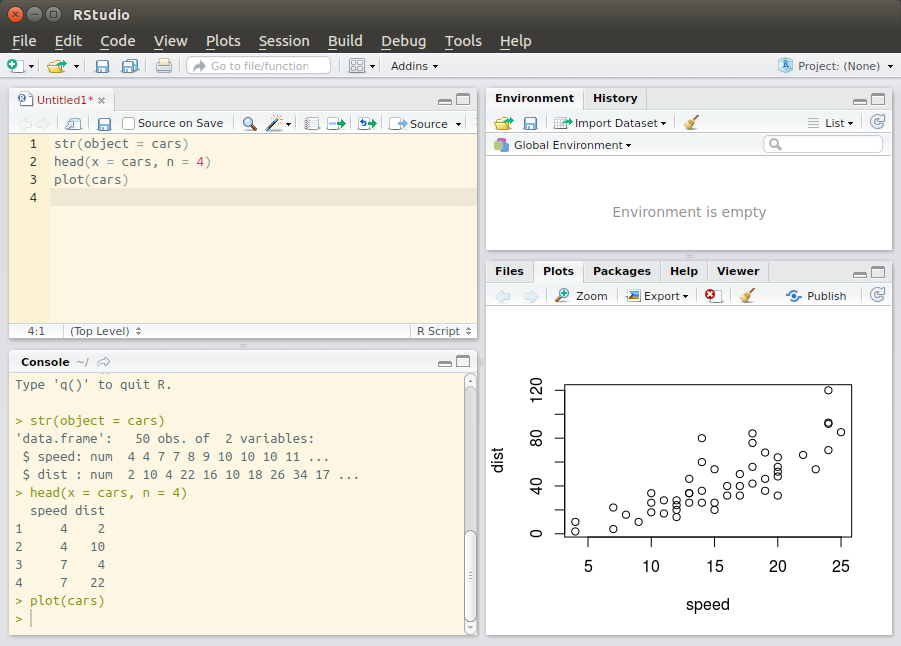 RStudio
File Edit Code View Plots Session Build Debug Tools Help
Go to file/function Addins Project: (None)
Untitled1*
Source on Save Source
1 str(object = cars)
2 head(x = cars, n = 4)
3 plot(cars)
4
4:1 (Top Level) R Script
Console ~/
Type 'q()' to quit R.
> str(object = cars)
'data.frame': 50 obs. of 2 variables:
$ speed: num 4 4 7 7 8 9 10 10 10 11 ...
$ dist : num 2 10 4 22 16 10 18 26 34 17 ...
> head(x = cars, n = 4)
speed dist
1 4 2
2 4 10
3 7 4
4 7 22
> plot(cars)
>
Environment History
Import Dataset List
Global Environment
Environment is empty
Files Plots Packages Help Viewer
Zoom Export Publish
120
80
40
0
dist
5 10 15 20 25
speed